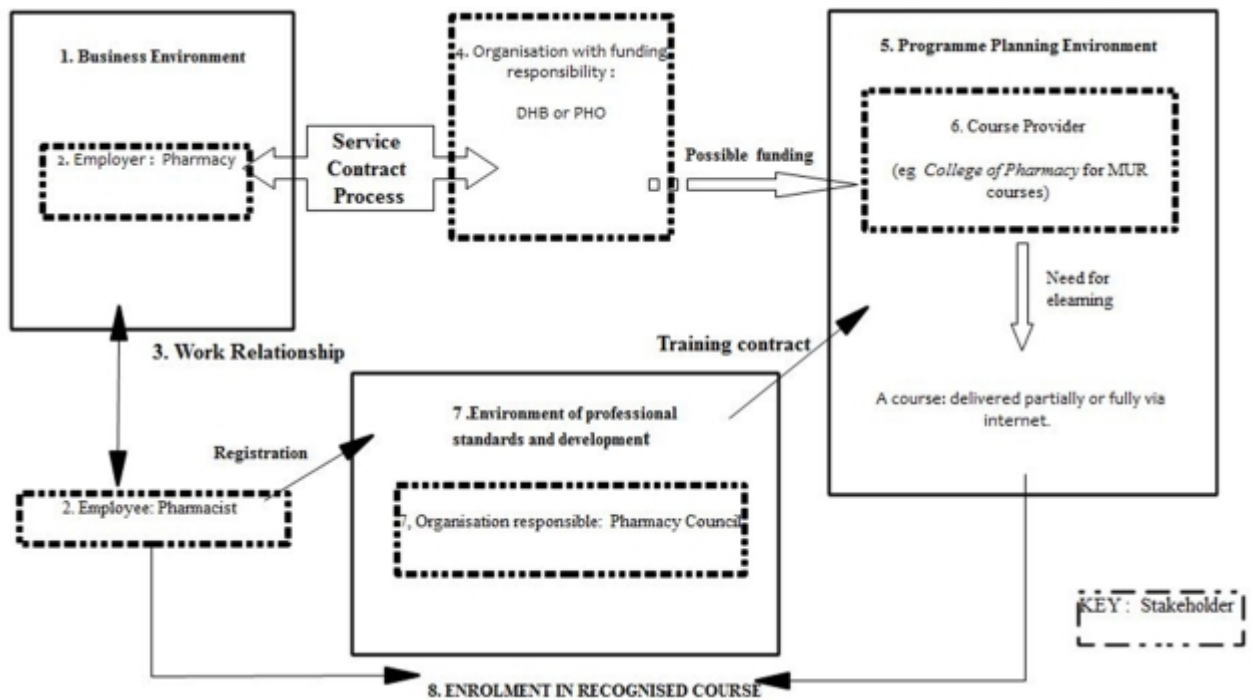 1. Business Environment
2. Employer : Pharmacy
Service
Contract
Process
4. Organisation with funding
responsibility :
DHB or PHO
Possible funding
5. Programme Planning Environment
6. Course Provider
(eg College of Pharmacy for MUR
courses)
Need for
elearning
A course: delivered partially or fully via
internet.
3. Work Relationship
Training contract
7 .Environment of professional
standards and development
Registration
2. Employee: Pharmacist
7, Organisation responsible: Pharmacy Council
KEY : Stakeholder
8. ENROLMENT IN RECOGNISED COURSE